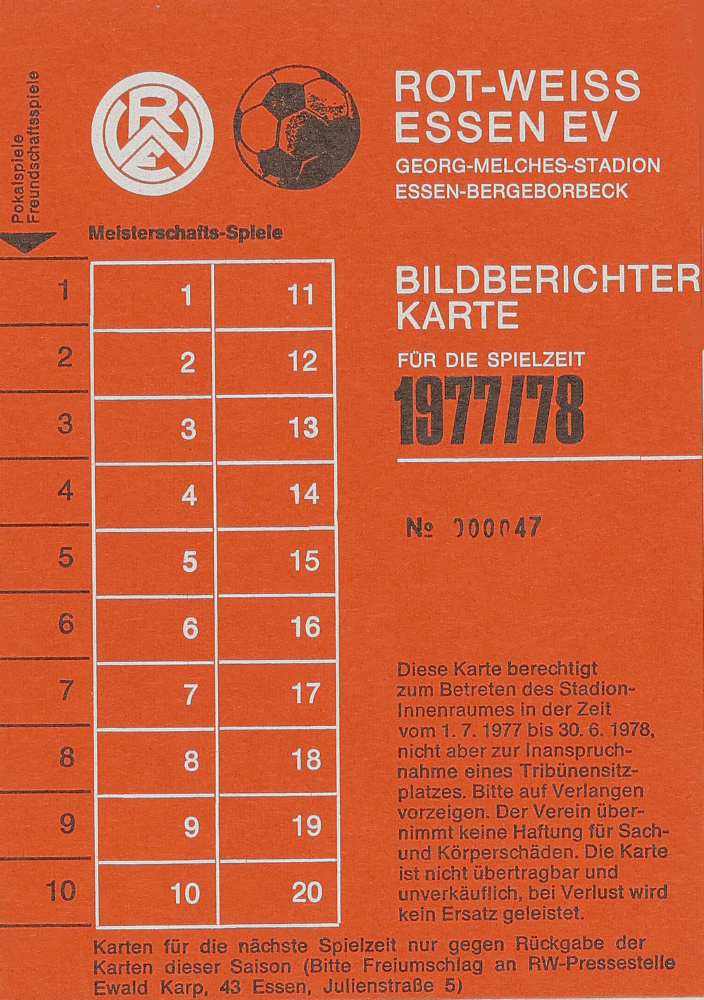 Pokalspiele
Freundschaftsspiele
RWE
ROT-WEISS
ESSEN EV
GEORG-MELCHES-STADION
ESSEN-BERGEBORBECK
Meisterschafts-Spiele
1 1 11
2 2 12
3 3 13
4 4 14
5 5 15
6 6 16
7 7 17
8 8 18
9 9 19
10 10 20
BILDBERICHTER
KARTE
FÜR DIE SPIELZEIT
1977/78
№ 000047
Diese Karte berechtigt
zum Betreten des Stadion-
Innenraumes in der Zeit
vom 1. 7. 1977 bis 30. 6. 1978,
nicht aber zur Inanspruch-
nahme eines Tribünensitz-
platzes. Bitte auf Verlangen
vorzeigen. Der Verein über-
nimmt keine Haftung für Sach-
und Körperschäden. Die Karte
ist nicht übertragbar und
unverkäuflich, bei Verlust wird
kein Ersatz geleistet.
Karten für die nächste Spielzeit nur gegen Rückgabe der
Karten dieser Saison (Bitte Freiumschlag an RW-Pressestelle
Ewald Karp, 43 Essen, Julienstraße 5)